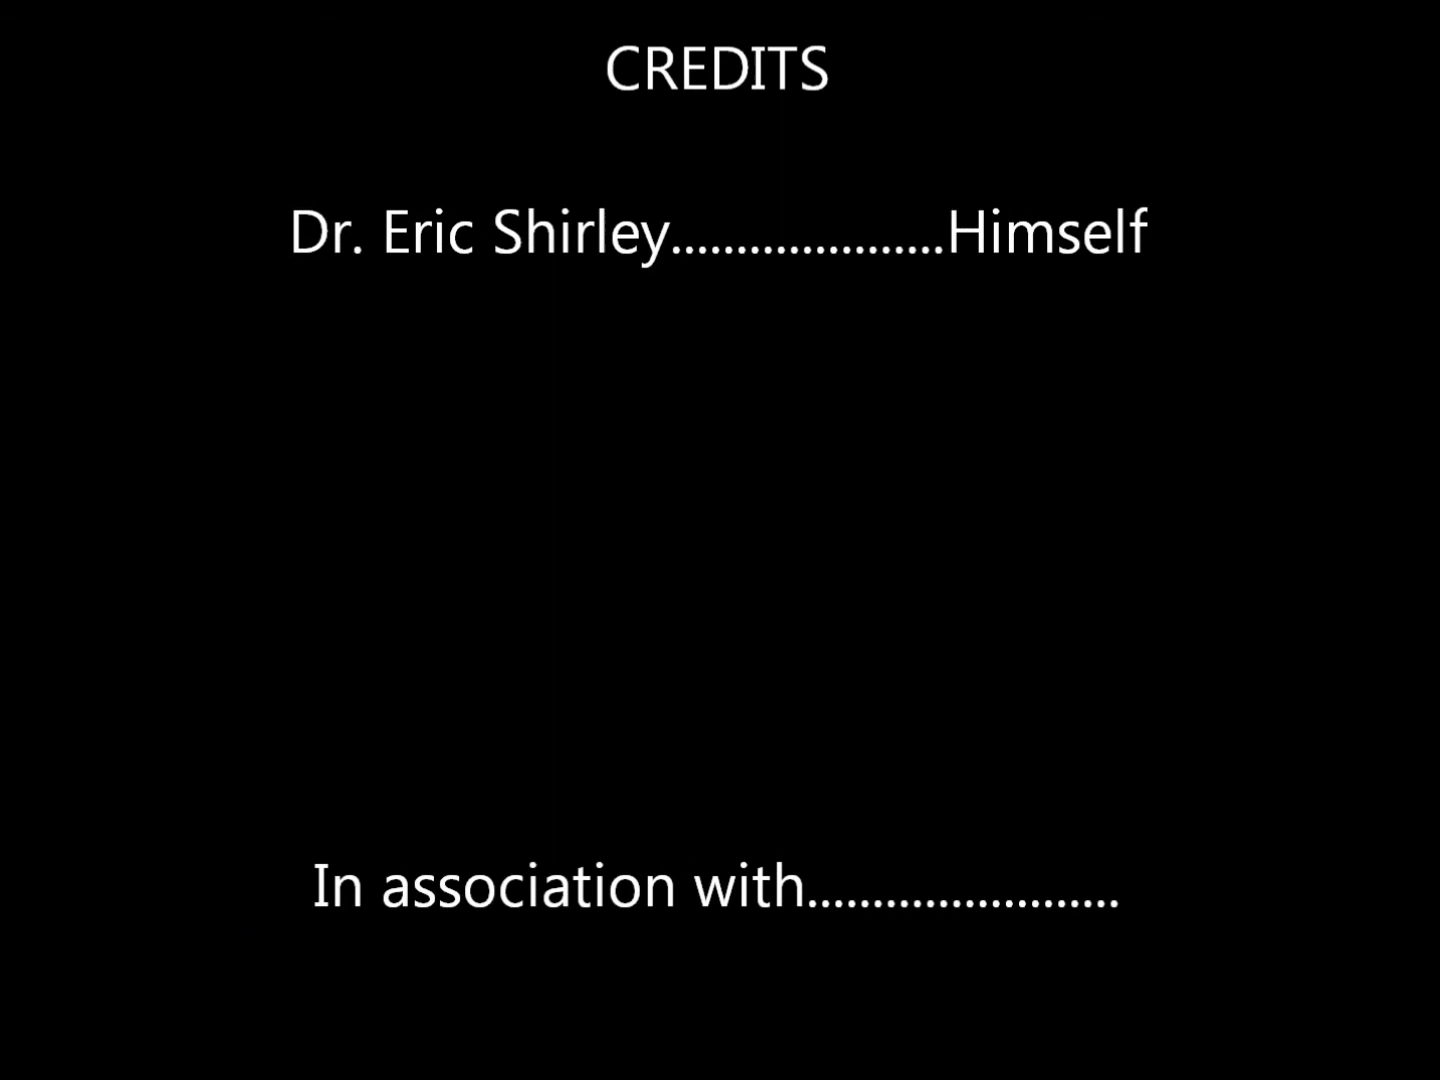 CREDITS
Dr. Eric Shirley.....................Himself
In association with........................